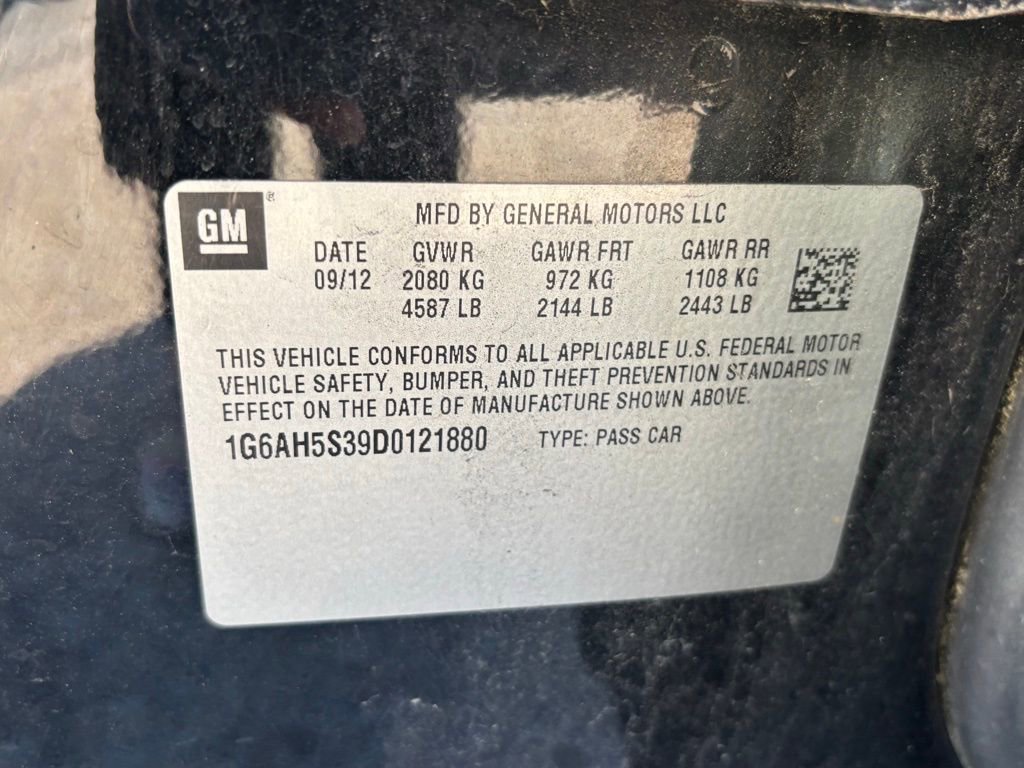 GM ®
MFD BY GENERAL MOTORS LLC
DATE GVWR GAWR FRT GAWR RR
09/12 2080 KG 972 KG 1108 KG
4587 LB 2144 LB 2443 LB
THIS VEHICLE CONFORMS TO ALL APPLICABLE U.S. FEDERAL MOTOR
VEHICLE SAFETY, BUMPER, AND THEFT PREVENTION STANDARDS IN
EFFECT ON THE DATE OF MANUFACTURE SHOWN ABOVE.
1G6AH5S39D0121880 TYPE: PASS CAR